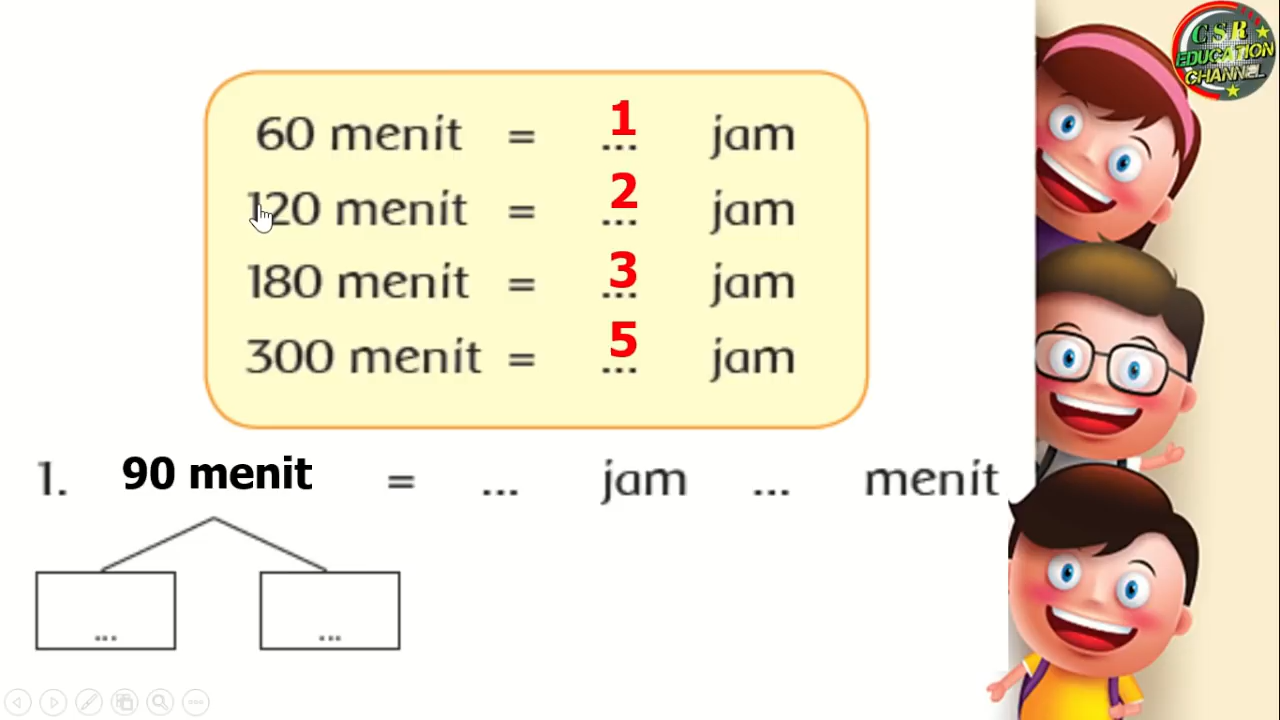 CSR
EDUCATION
CHANNEL
60 menit = 1 ... jam
120 menit = 2 ... jam
180 menit = 3 ... jam
300 menit = 5 ... jam
1. 90 menit = ... jam ... menit
... ...